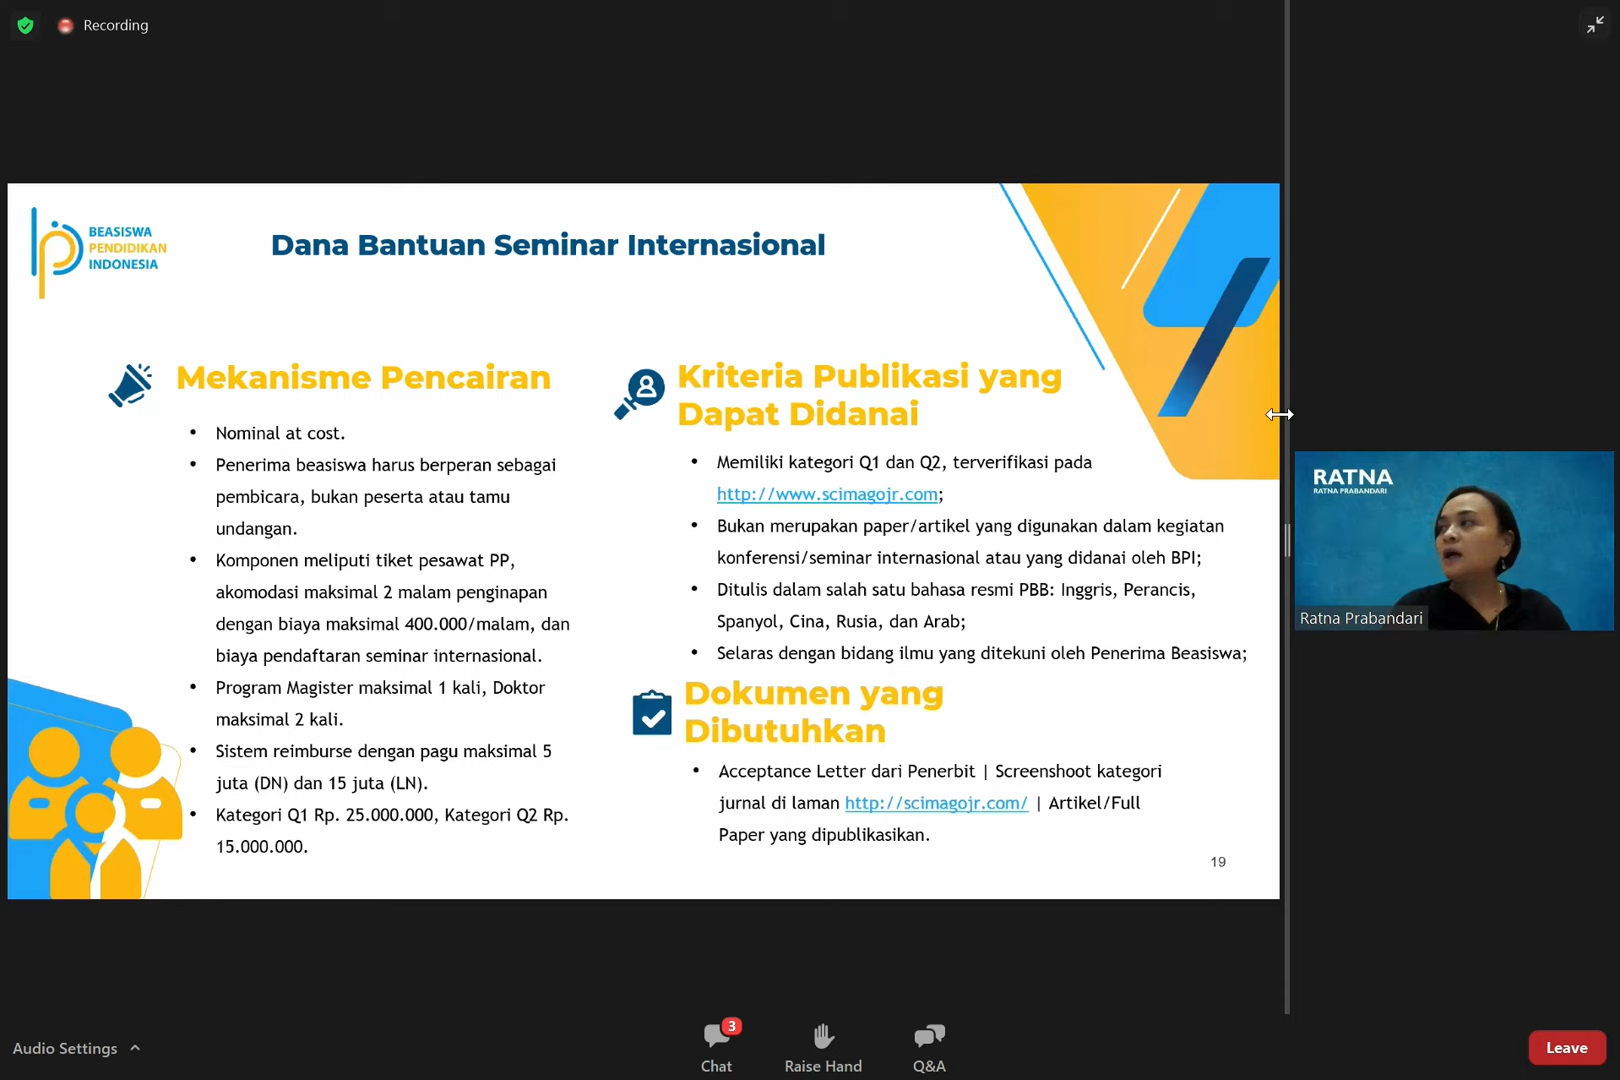 Recording
BEASISWA
PENDIDIKAN
INDONESIA
Dana Bantuan Seminar Internasional
Mekanisme Pencairan
• Nominal at cost.
• Penerima beasiswa harus berperan sebagai
pembicara, bukan peserta atau tamu
undangan.
• Komponen meliputi tiket pesawat PP,
akomodasi maksimal 2 malam penginapan
dengan biaya maksimal 400.000/malam, dan
biaya pendaftaran seminar internasional.
• Program Magister maksimal 1 kali, Doktor
maksimal 2 kali.
• Sistem reimburse dengan pagu maksimal 5
juta (DN) dan 15 juta (LN).
• Kategori Q1 Rp. 25.000.000, Kategori Q2 Rp.
15.000.000.
Kriteria Publikasi yang
Dapat Didanai
• Memiliki kategori Q1 dan Q2, terverifikasi pada
http://www.scimagojr.com;
• Bukan merupakan paper/artikel yang digunakan dalam kegiatan
konferensi/seminar internasional atau yang didanai oleh BPI;
• Ditulis dalam salah satu bahasa resmi PBB: Inggris, Perancis,
Spanyol, Cina, Rusia, dan Arab;
• Selaras dengan bidang ilmu yang ditekuni oleh Penerima Beasiswa;
Dokumen yang
Dibutuhkan
• Acceptance Letter dari Penerbit | Screenshoot kategori
jurnal di laman http://scimagojr.com/ | Artikel/Full
Paper yang dipublikasikan.
19
RATNA
RATNA PRABANDARI
Ratna Prabandari
Audio Settings
3
Chat
Raise Hand
Q&A
Leave